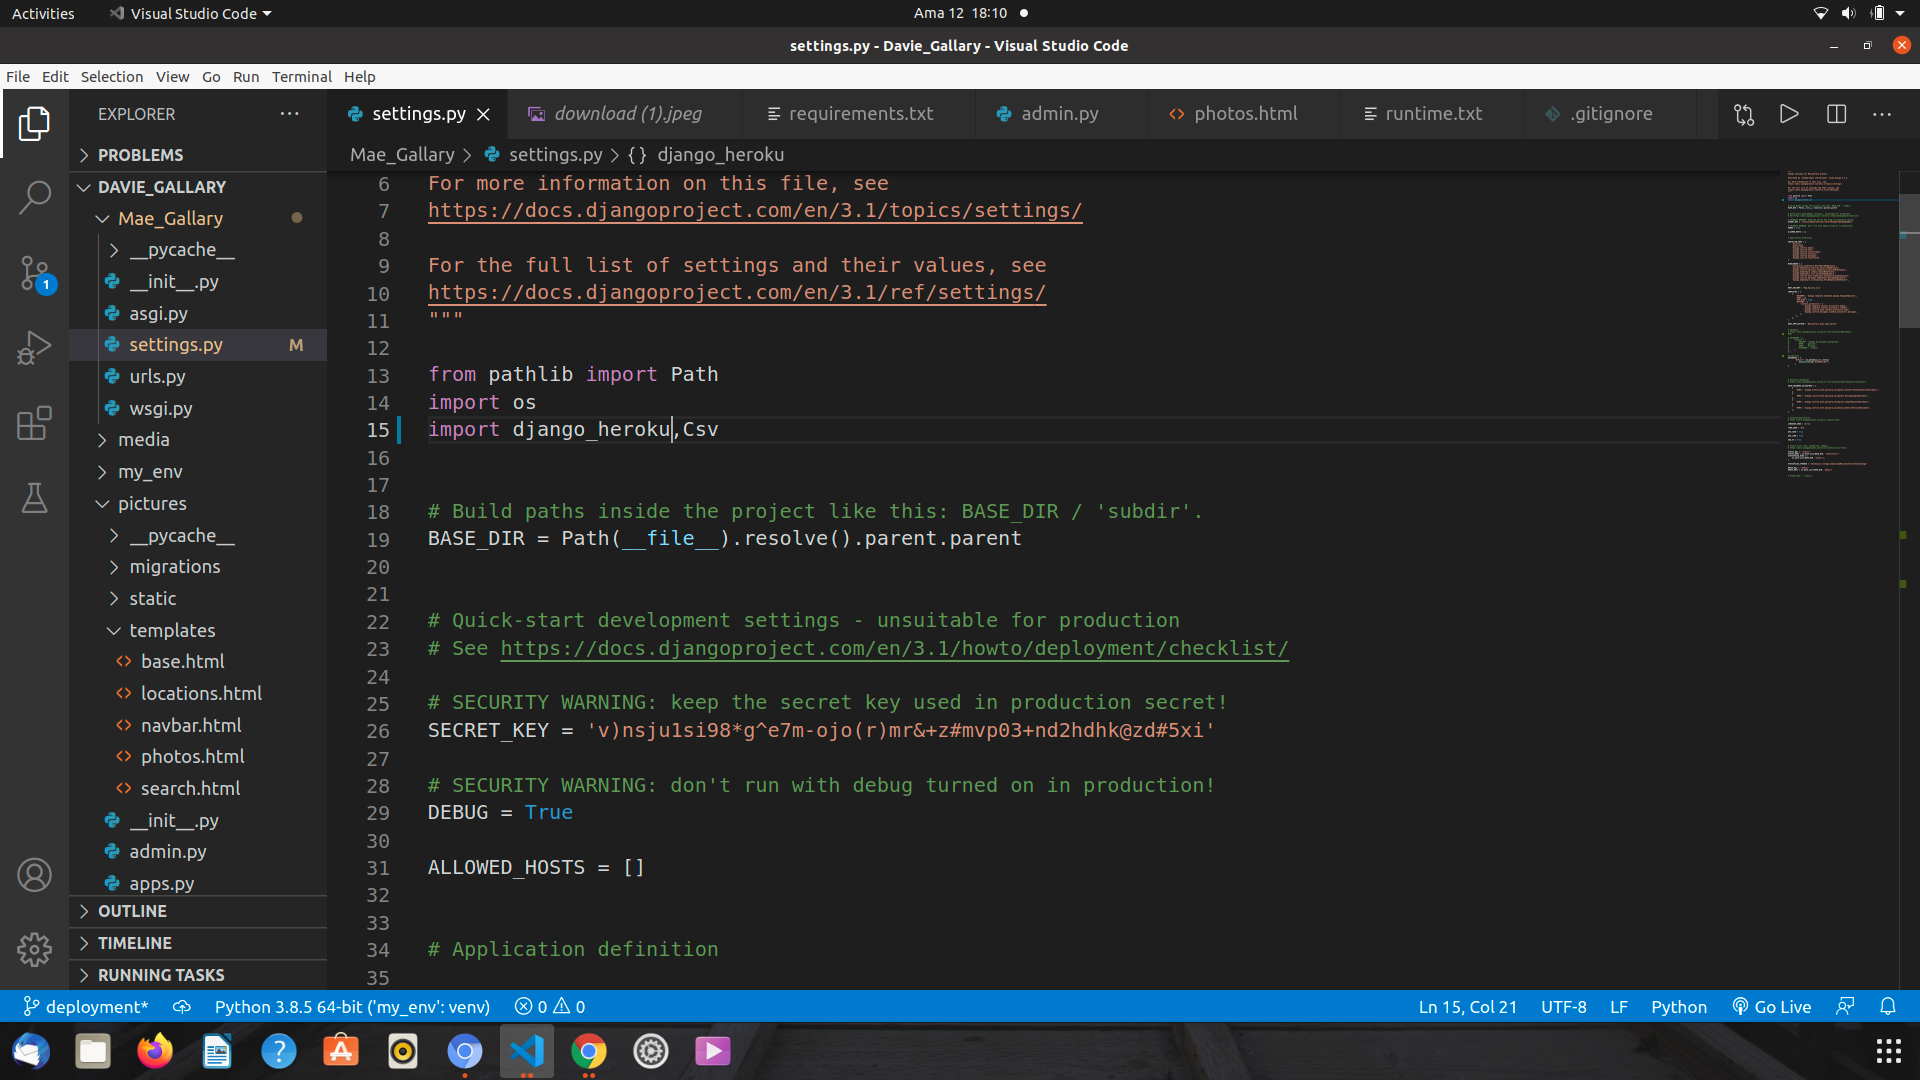 Activities
Visual Studio Code
Ama 12 18:10
settings.py - Davie_Gallary - Visual Studio Code
File Edit Selection View Go Run Terminal Help
EXPLORER
PROBLEMS
DAVIE_GALLARY
Mae_Gallary
__pycache__
__init__.py
asgi.py
settings.py M
urls.py
wsgi.py
media
my_env
pictures
__pycache__
migrations
static
templates
base.html
locations.html
navbar.html
photos.html
search.html
__init__.py
admin.py
apps.py
OUTLINE
TIMELINE
RUNNING TASKS
1
settings.py
download (1).jpeg
requirements.txt
admin.py
photos.html
runtime.txt
.gitignore
Mae_Gallary > settings.py > {} django_heroku
6 For more information on this file, see
7 https://docs.djangoproject.com/en/3.1/topics/settings/
8
9 For the full list of settings and their values, see
10 https://docs.djangoproject.com/en/3.1/ref/settings/
11 """
12
13 from pathlib import Path
14 import os
15 import django_heroku,Csv
16
17
18 # Build paths inside the project like this: BASE_DIR / 'subdir'.
19 BASE_DIR = Path(__file__).resolve().parent.parent
20
21
22 # Quick-start development settings - unsuitable for production
23 # See https://docs.djangoproject.com/en/3.1/howto/deployment/checklist/
24
25 # SECURITY WARNING: keep the secret key used in production secret!
26 SECRET_KEY = 'v)nsju1si98*g^e7m-ojo(r)mr&+z#mvp03+nd2hdhk@zd#5xi'
27
28 # SECURITY WARNING: don't run with debug turned on in production!
29 DEBUG = True
30
31 ALLOWED_HOSTS = []
32
33
34 # Application definition
35
deployment*
Python 3.8.5 64-bit ('my_env': venv)
0 0
Ln 15, Col 21
UTF-8
LF
Python
Go Live